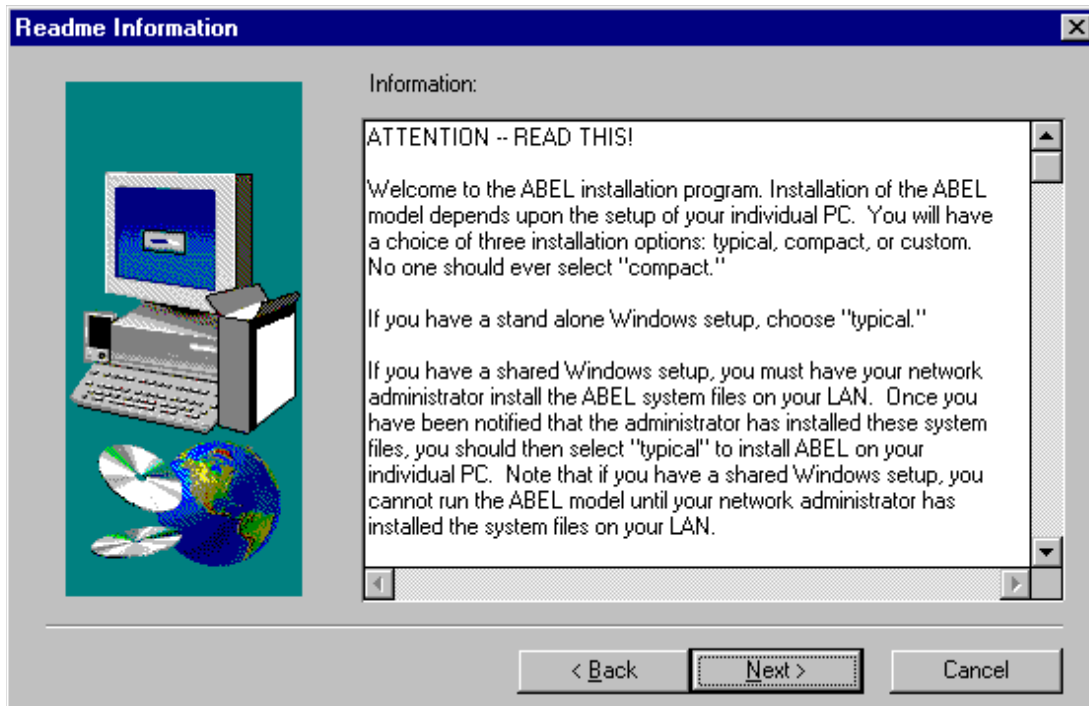 Readme Information
Information:
ATTENTION -- READ THIS!
Welcome to the ABEL installation program. Installation of the ABEL
model depends upon the setup of your individual PC.  You will have
a choice of three installation options: typical, compact, or custom.
No one should ever select "compact."
If you have a stand alone Windows setup, choose "typical."
If you have a shared Windows setup, you must have your network
administrator install the ABEL system files on your LAN.  Once you
have been notified that the administrator has installed these system
files, you should then select "typical" to install ABEL on your
individual PC.  Note that if you have a shared Windows setup, you
cannot run the ABEL model until your network administrator has
installed the system files on your LAN.
< Back
Next >
Cancel